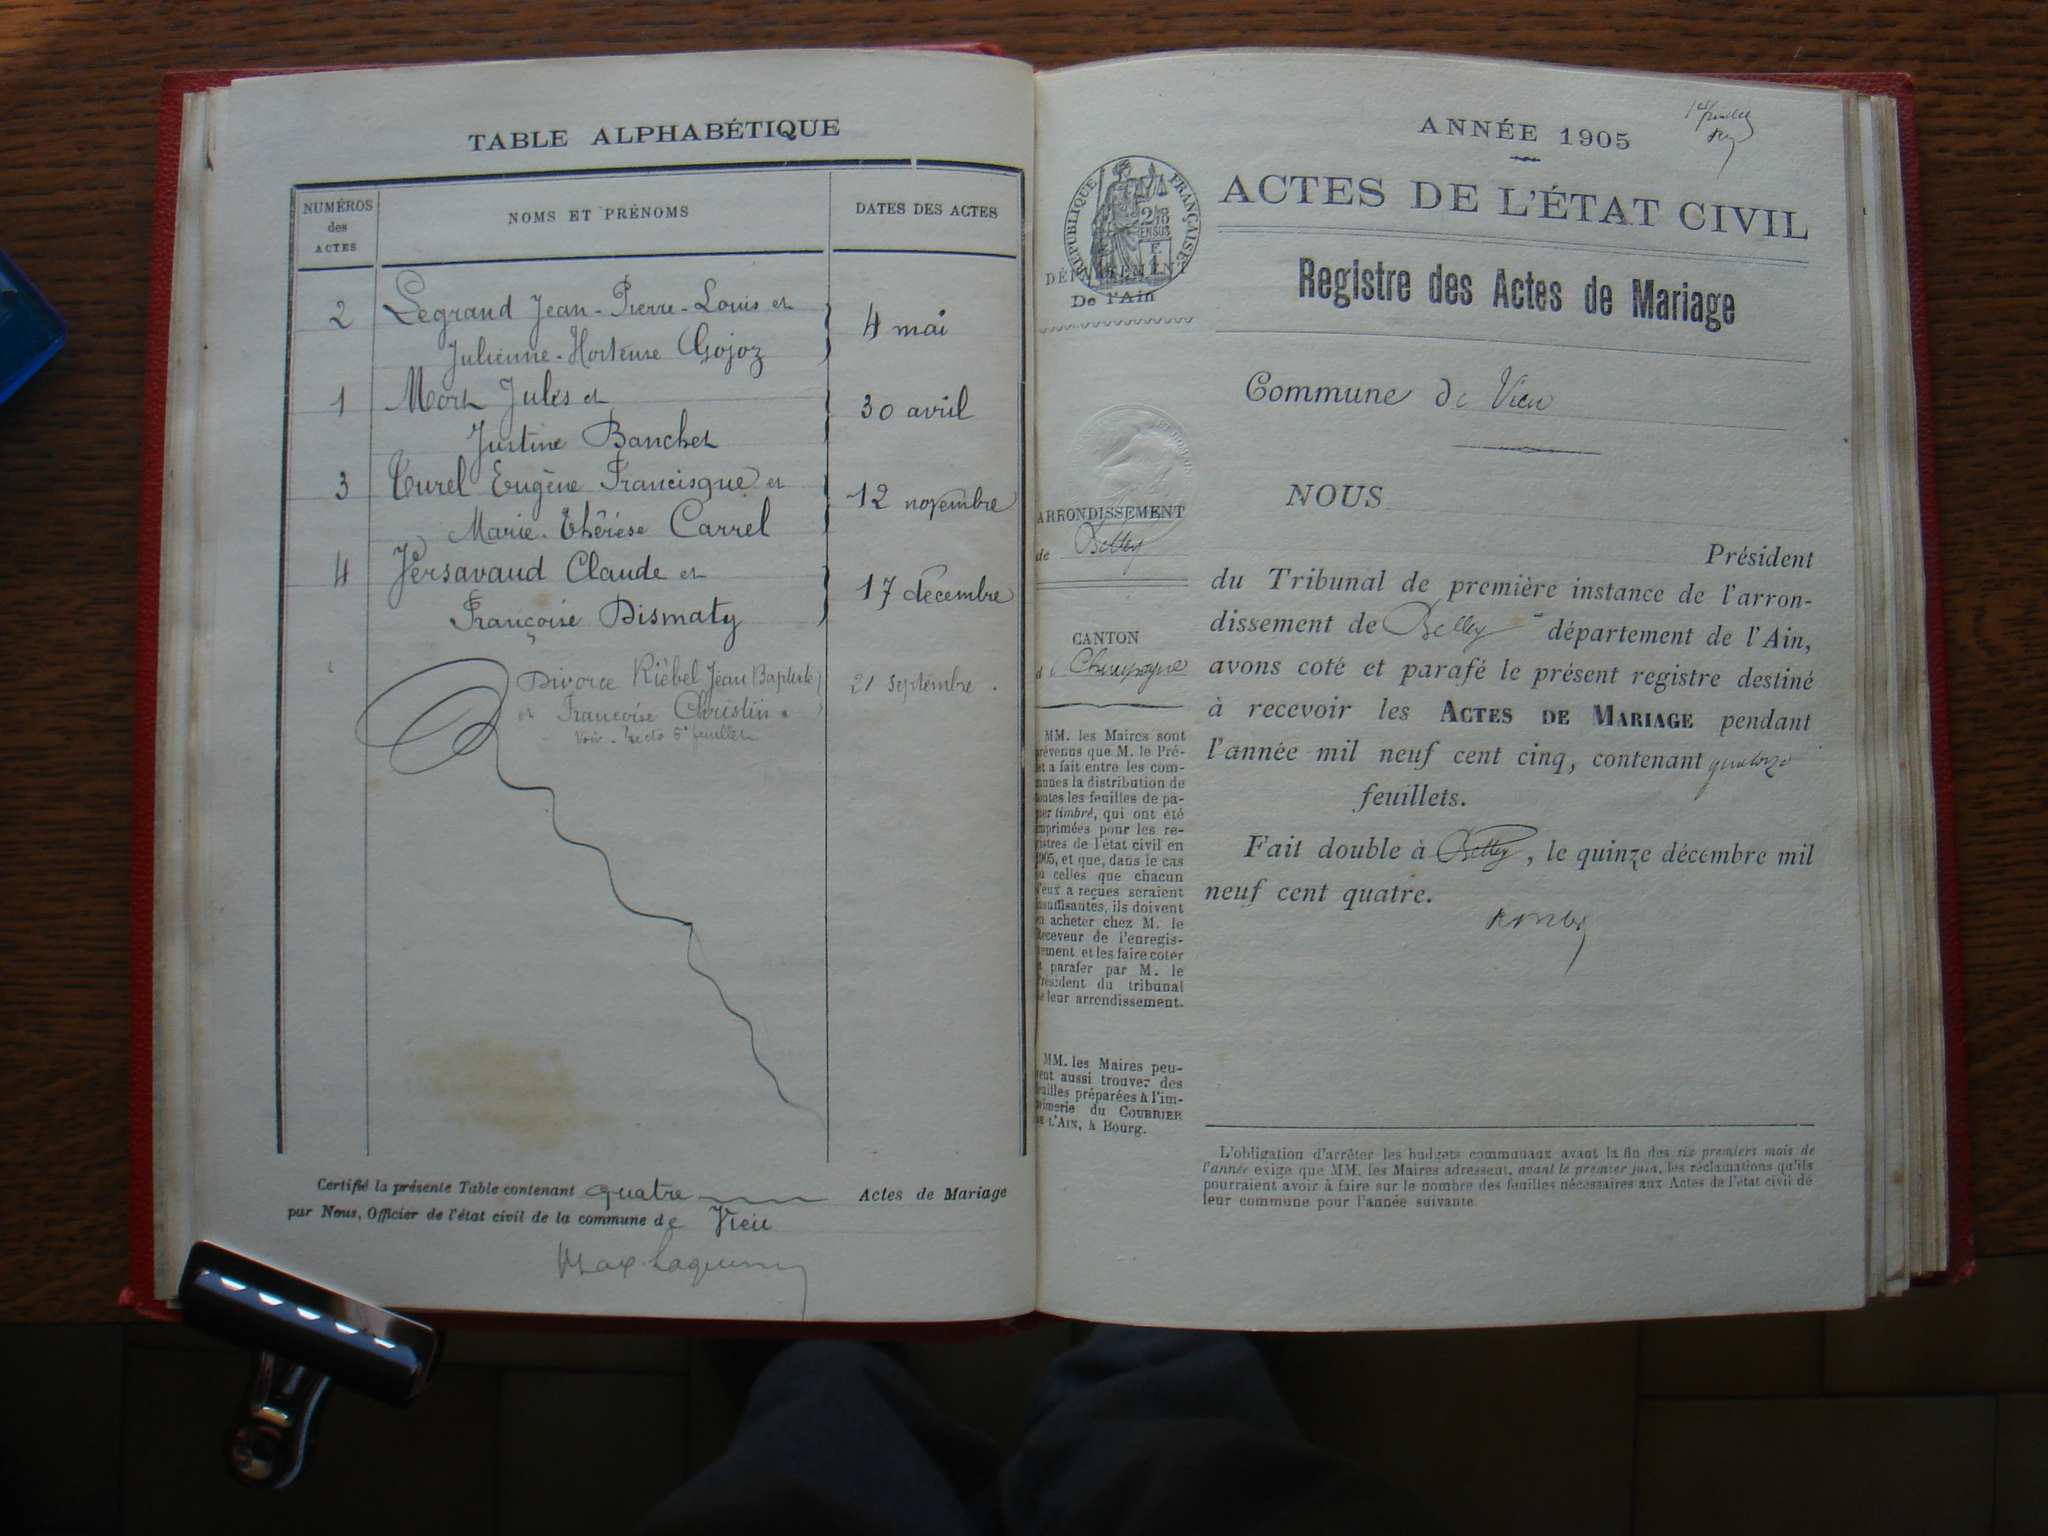 TABLE ALPHABÉTIQUE
NUMÉROS
des
ACTES
NOMS ET PRÉNOMS
DATES DES ACTES
2 Legrand Jean-Pierre-Louis et
Julienne-Hortense Gojoz
4 mai
1 Jules et
Justine Banchet
30 avril
3 Curel Eugène Francisque et
Marie-Thérèse Carrel
12 novembre
4 Versavaud Claude et
Françoise Dismaty
17 décembre
Divorce Riébel Jean Baptiste
et Françoise Christin
21 septembre.
Voir recto 5e feuillet
Certifié la présente Table contenant quatre Actes de Mariage
par Nous, Officier de l'état civil de la commune de Vieu
1er feuillet
ANNÉE 1905
ACTES DE L'ÉTAT CIVIL
RÉPUBLIQUE FRANÇAISE
DÉPARTEMENT
De l'Ain
Registre des Actes de Mariage
Commune de Vieu
NOUS
ARRONDISSEMENT
de Belley
Président
du Tribunal de première instance de l'arron-
dissement de Belley département de l'Ain,
avons coté et parafé le présent registre destiné
à recevoir les ACTES DE MARIAGE pendant
l'année mil neuf cent cinq, contenant quatorze
feuillets.
Fait double à Belley, le quinze décembre mil
neuf cent quatre.
CANTON
de Champagne
MM. les Maires sont
prévenus que M. le Pré-
fet a fait entre les com-
munes la distribution de
toutes les feuilles de pa-
pier timbré, qui ont été
imprimées pour les re-
gistres de l'état civil en
1905, et que, dans le cas
où celles que chacun
d'eux a reçues seraient
insuffisantes, ils doivent
en acheter chez M. le
Receveur de l'enregis-
trement et les faire coter
et parafer par M. le
Président du tribunal
de leur arrondissement.
MM. les Maires peu-
vent aussi trouver des
feuilles préparées à l'im-
primerie du COURRIER
DE L'AIN, à Bourg.
L'obligation d'arrêter les budgets communaux avant la fin des six premiers mois de
l'année exige que MM. les Maires adressent, avant le premier juin, les réclamations qu'ils
pourraient avoir à faire sur le nombre des feuilles nécessaires aux Actes de l'état civil de
leur commune pour l'année suivante